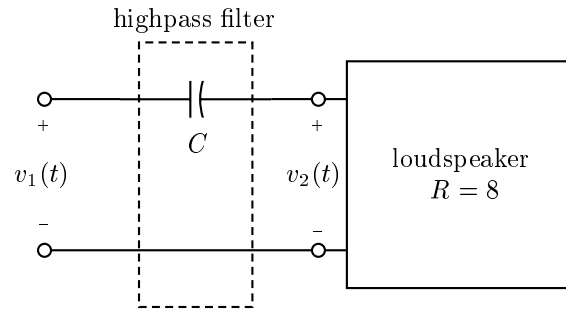 highpass filter
+
C
+
v₁(t)
v₂(t)
loudspeaker
R = 8
−
−